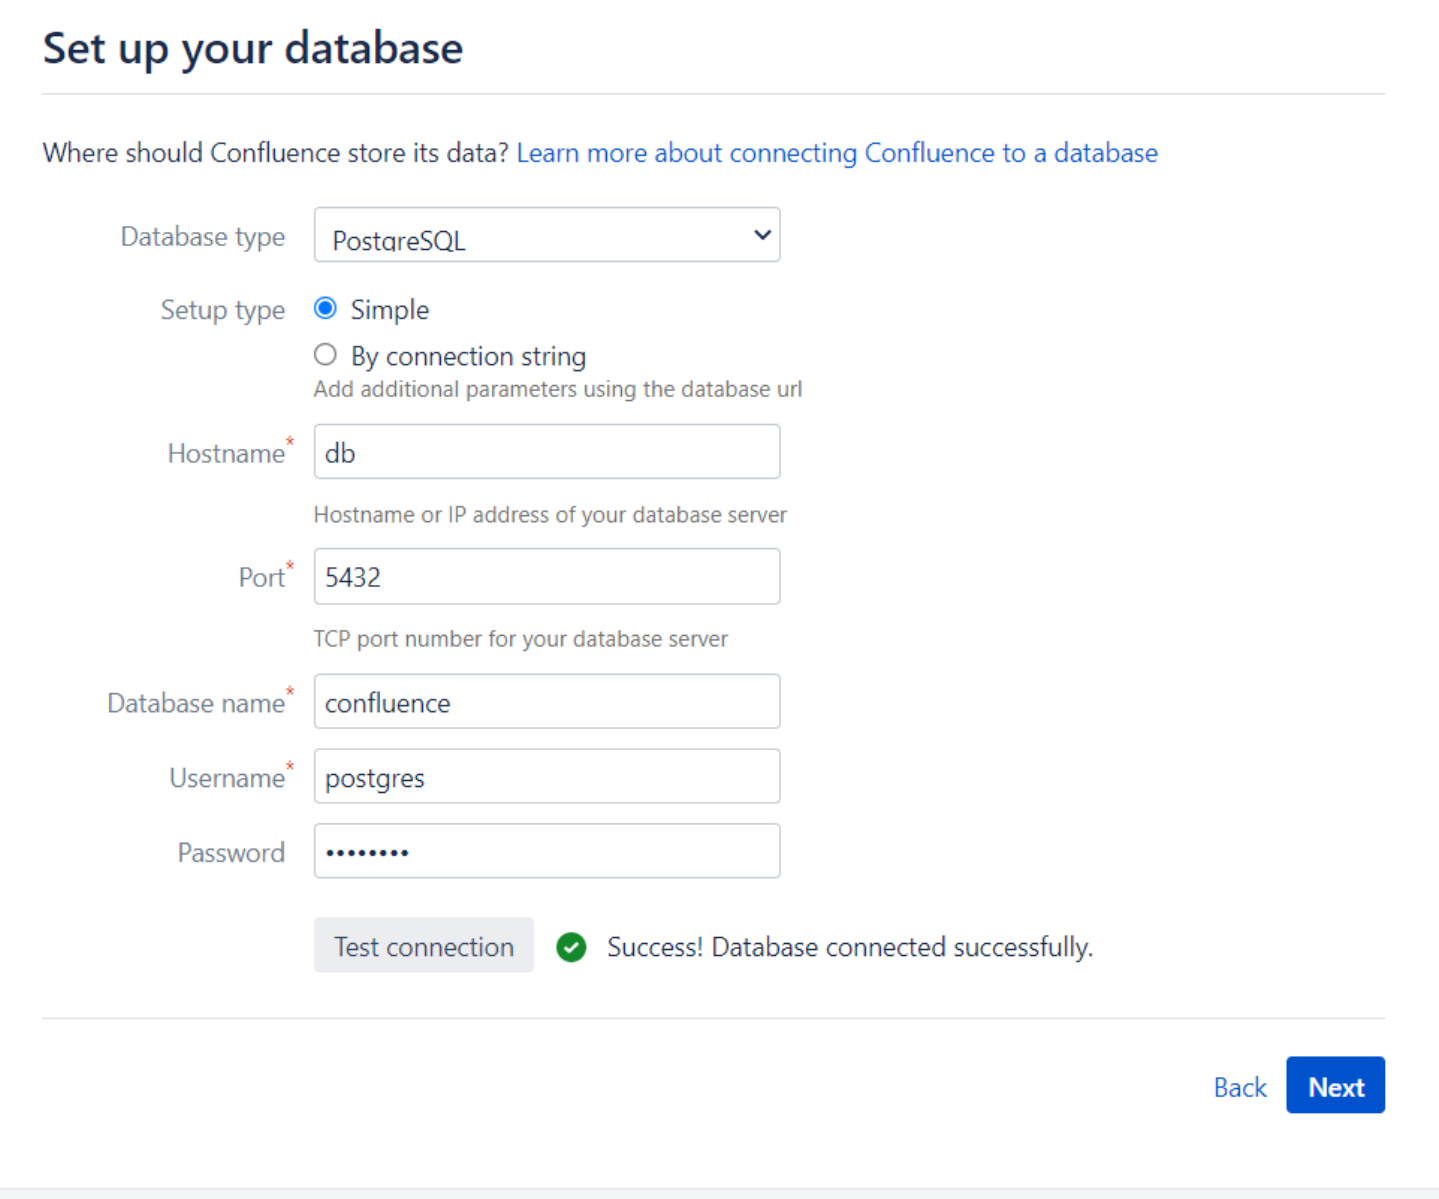 Set up your database
Where should Confluence store its data? Learn more about connecting Confluence to a database
Database type PostgreSQL
Setup type Simple
By connection string
Add additional parameters using the database url
Hostname* db
Hostname or IP address of your database server
Port* 5432
TCP port number for your database server
Database name* confluence
Username* postgres
Password ••••••••
Test connection Success! Database connected successfully.
Back Next